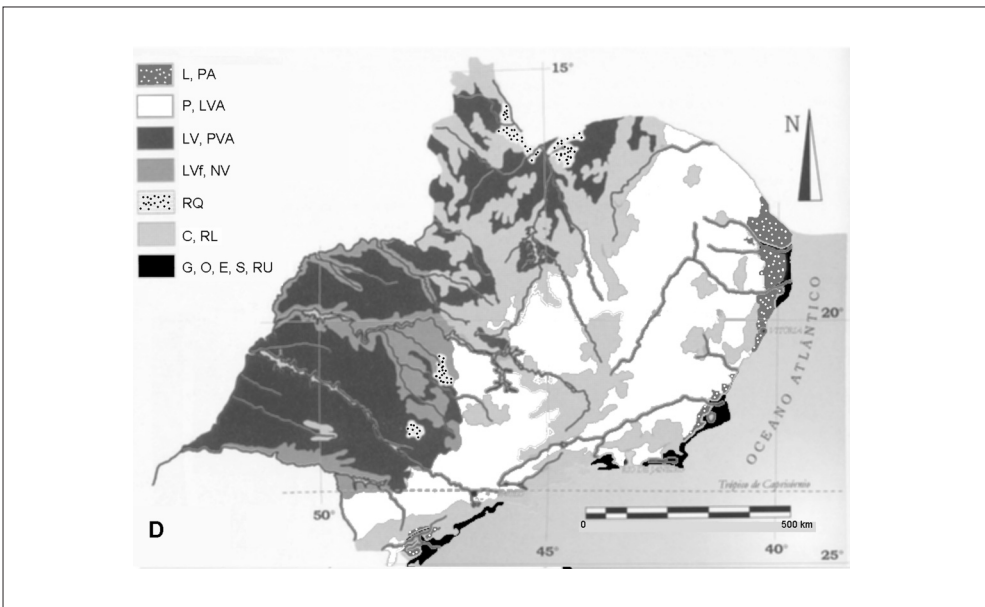 L, PA
P, LVA
LV, PVA
LVf, NV
RQ
C, RL
G, O, E, S, RU
15°
N
20°
VITÓRIA
OCEANO ATLÂNTICO
Trópico de Capricórnio
0
500 km
D
50°
45°
40°
25°